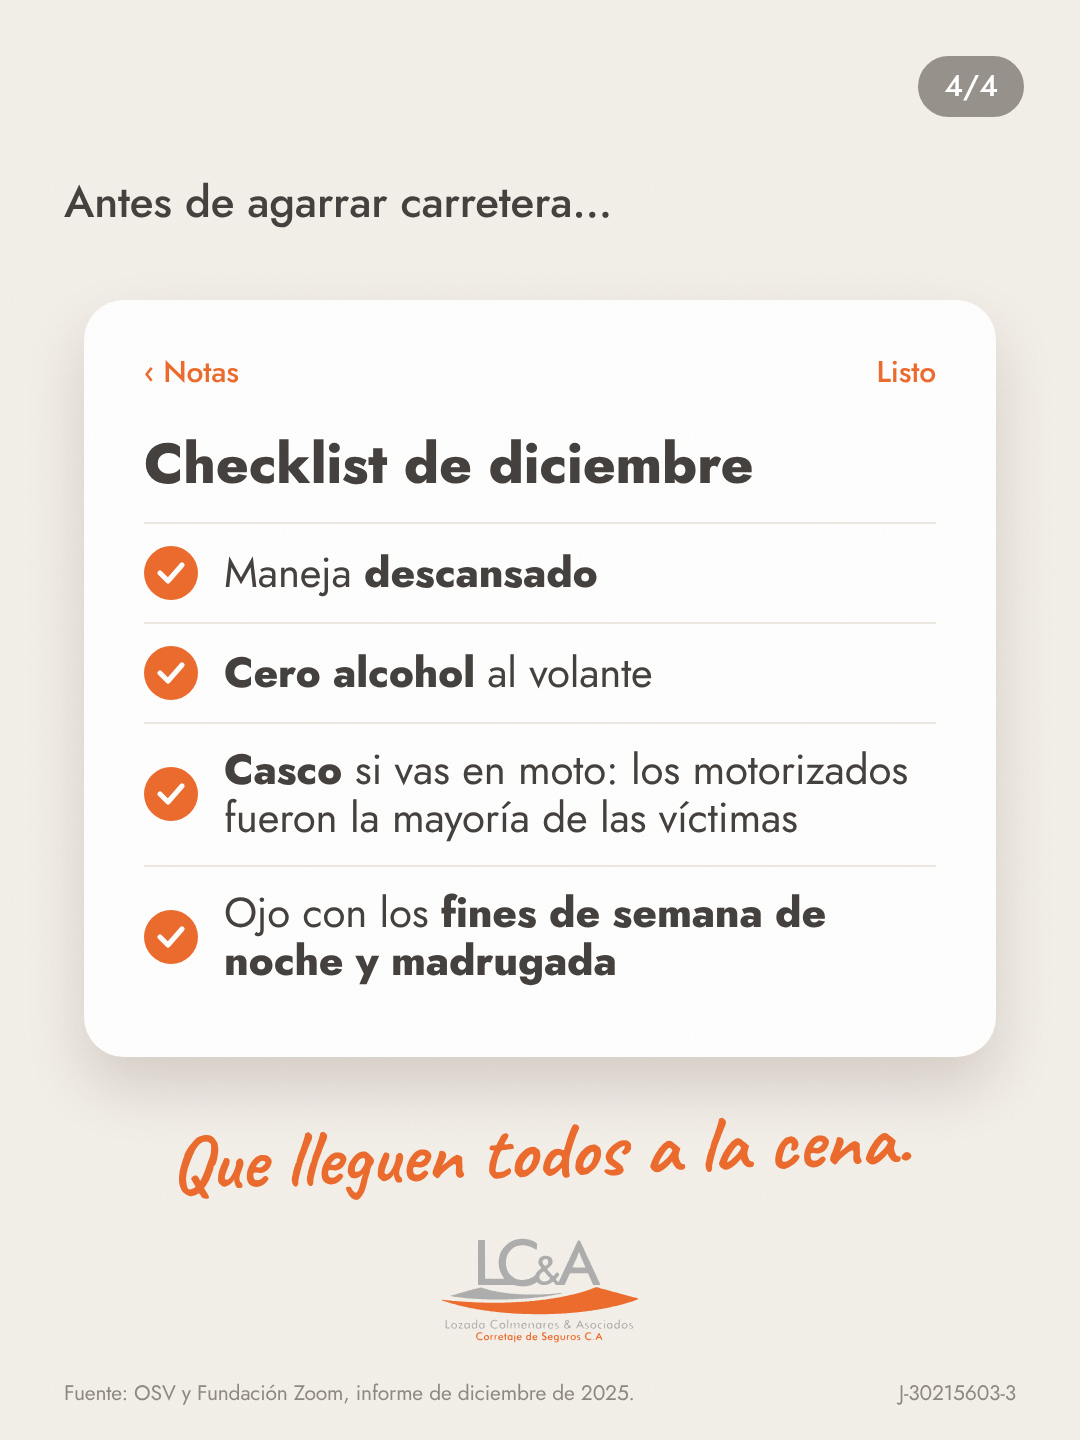 4/4
Antes de agarrar carretera...
‹ Notas
Listo
Checklist de diciembre
Maneja descansado
Cero alcohol al volante
Casco si vas en moto: los motorizados
fueron la mayoría de las víctimas
Ojo con los fines de semana de
noche y madrugada
Que lleguen todos a la cena.
LC&A
Lozada Colmenares & Asociados
Corretaje de Seguros C.A
Fuente: OSV y Fundación Zoom, informe de diciembre de 2025.
J-30215603-3